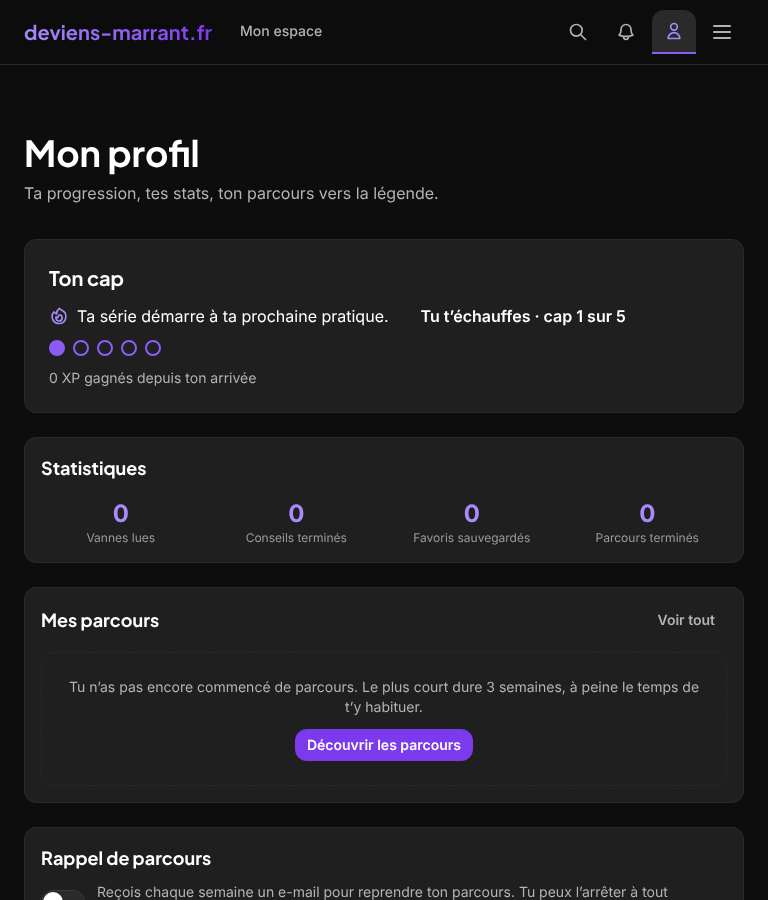 deviens-marrant.fr
Mon espace
Mon profil
Ta progression, tes stats, ton parcours vers la légende.
Ton cap
Ta série démarre à ta prochaine pratique.
Tu t’échauffes · cap 1 sur 5
0 XP gagnés depuis ton arrivée
Statistiques
0
Vannes lues
0
Conseils terminés
0
Favoris sauvegardés
0
Parcours terminés
Mes parcours
Voir tout
Tu n’as pas encore commencé de parcours. Le plus court dure 3 semaines, à peine le temps de
t’y habituer.
Découvrir les parcours
Rappel de parcours
Reçois chaque semaine un e-mail pour reprendre ton parcours. Tu peux l’arrêter à tout